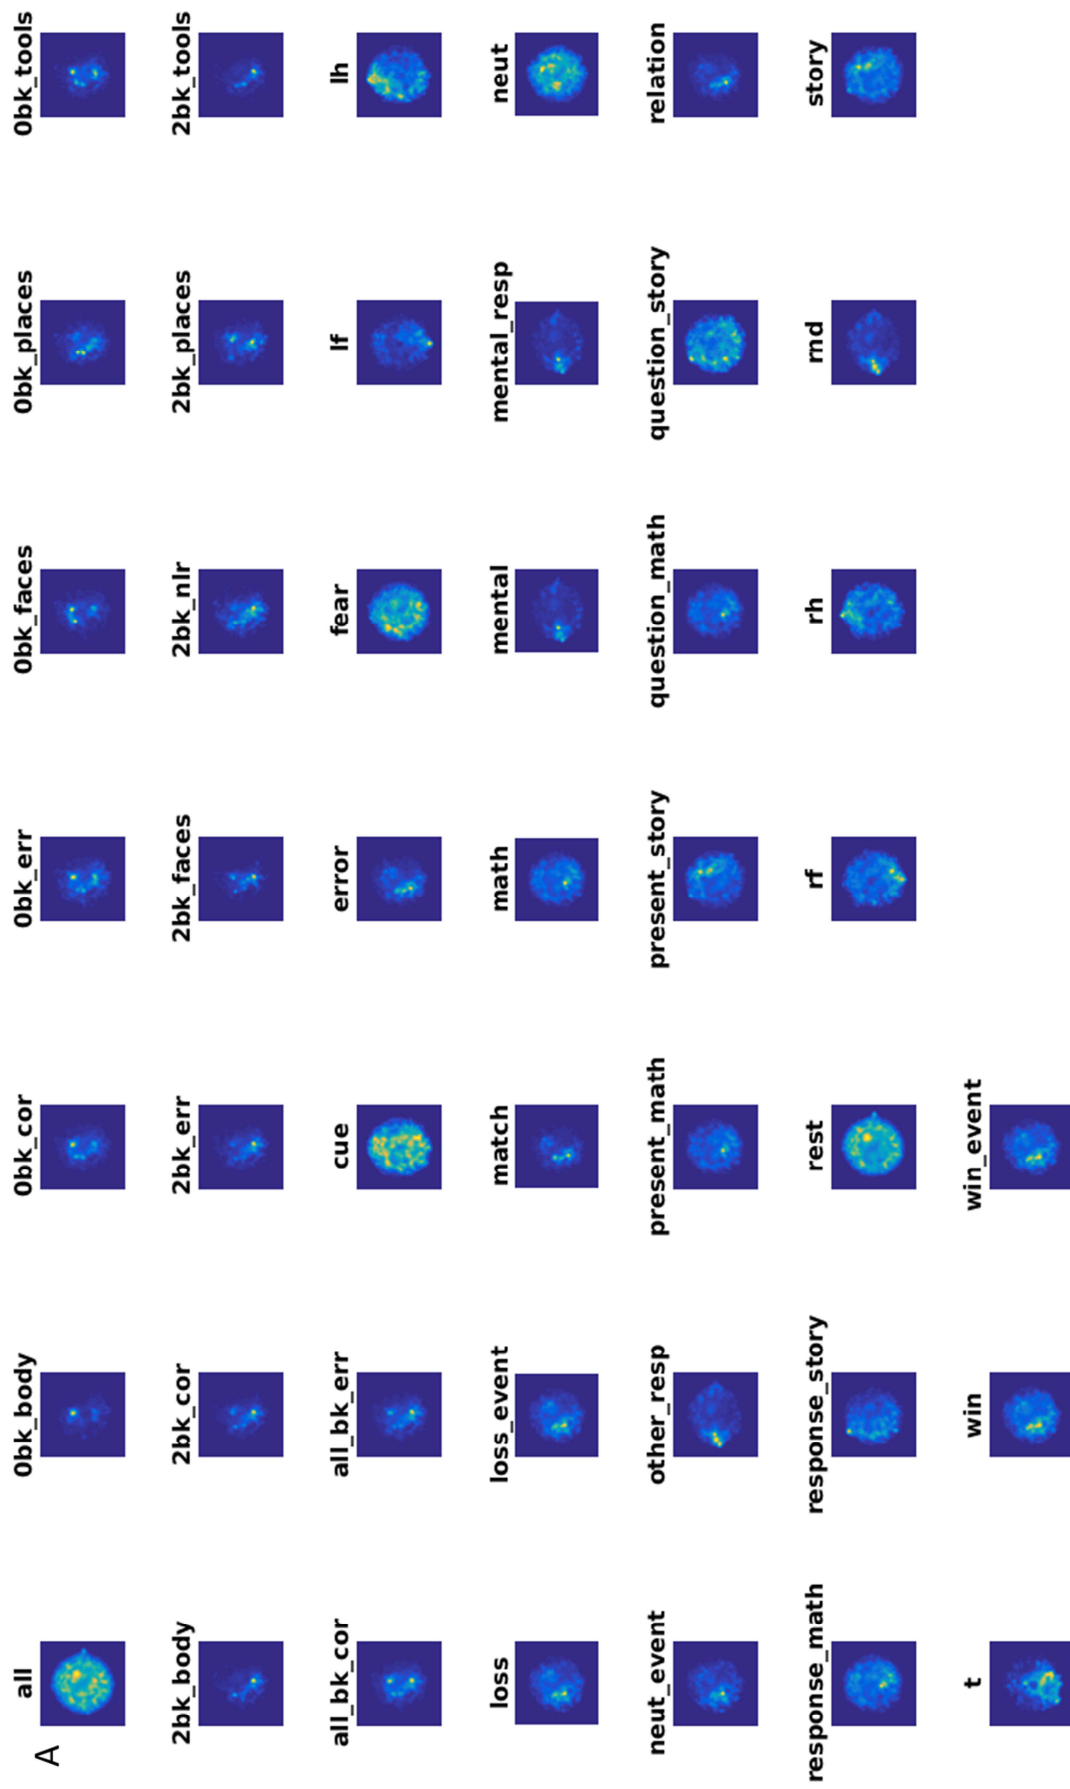 A
all
0bk_body
0bk_cor
0bk_err
0bk_faces
0bk_places
0bk_tools
2bk_body
2bk_cor
2bk_err
2bk_faces
2bk_nlr
2bk_places
2bk_tools
all_bk_cor
all_bk_err
cue
error
fear
lf
lh
loss
loss_event
match
math
mental
mental_resp
neut
neut_event
other_resp
present_math
present_story
question_math
question_story
relation
response_math
response_story
rest
rf
rh
rnd
story
t
win
win_event